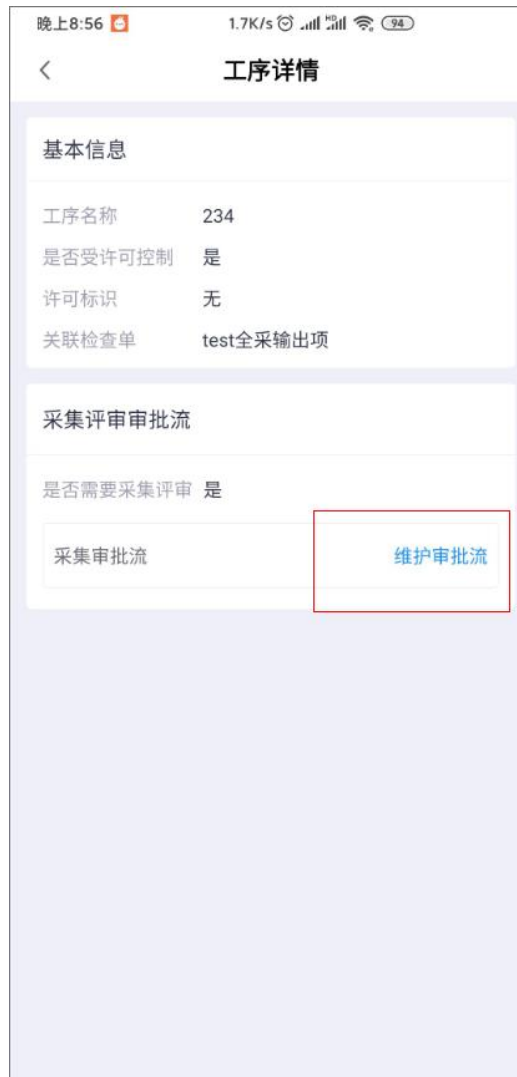 晚上8:56 1.7K/s HD 94
工序详情
基本信息
工序名称 234
是否受许可控制 是
许可标识 无
关联检查单 test全采输出项
采集评审审批流
是否需要采集评审 是
采集审批流 维护审批流